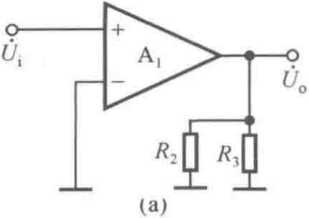 +
A₁
−
U̇ᵢ
U̇ₒ
R₂
R₃
(a)